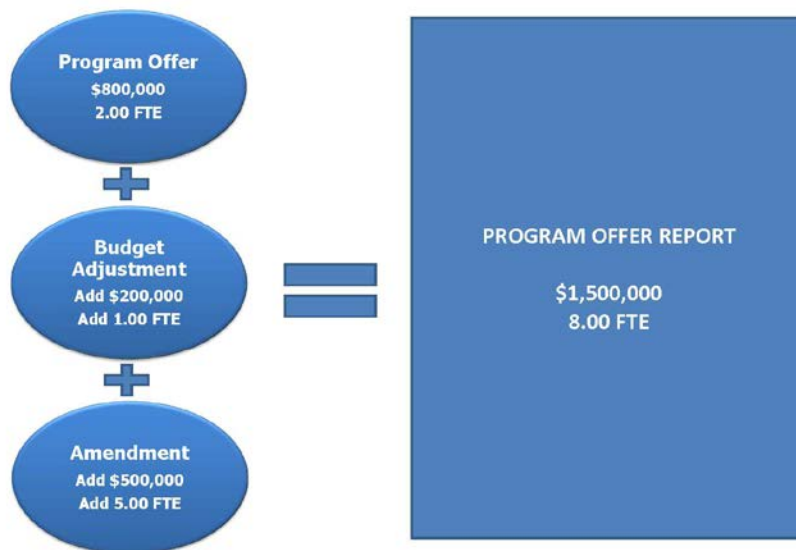 Program Offer
$800,000
2.00 FTE
Budget
Adjustment
Add $200,000
Add 1.00 FTE
Amendment
Add $500,000
Add 5.00 FTE
PROGRAM OFFER REPORT
$1,500,000
8.00 FTE